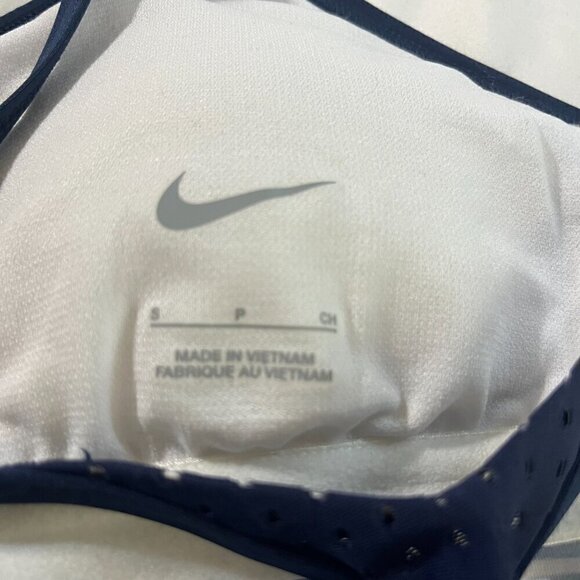 S P CH
MADE IN VIETNAM
FABRIQUE AU VIETNAM